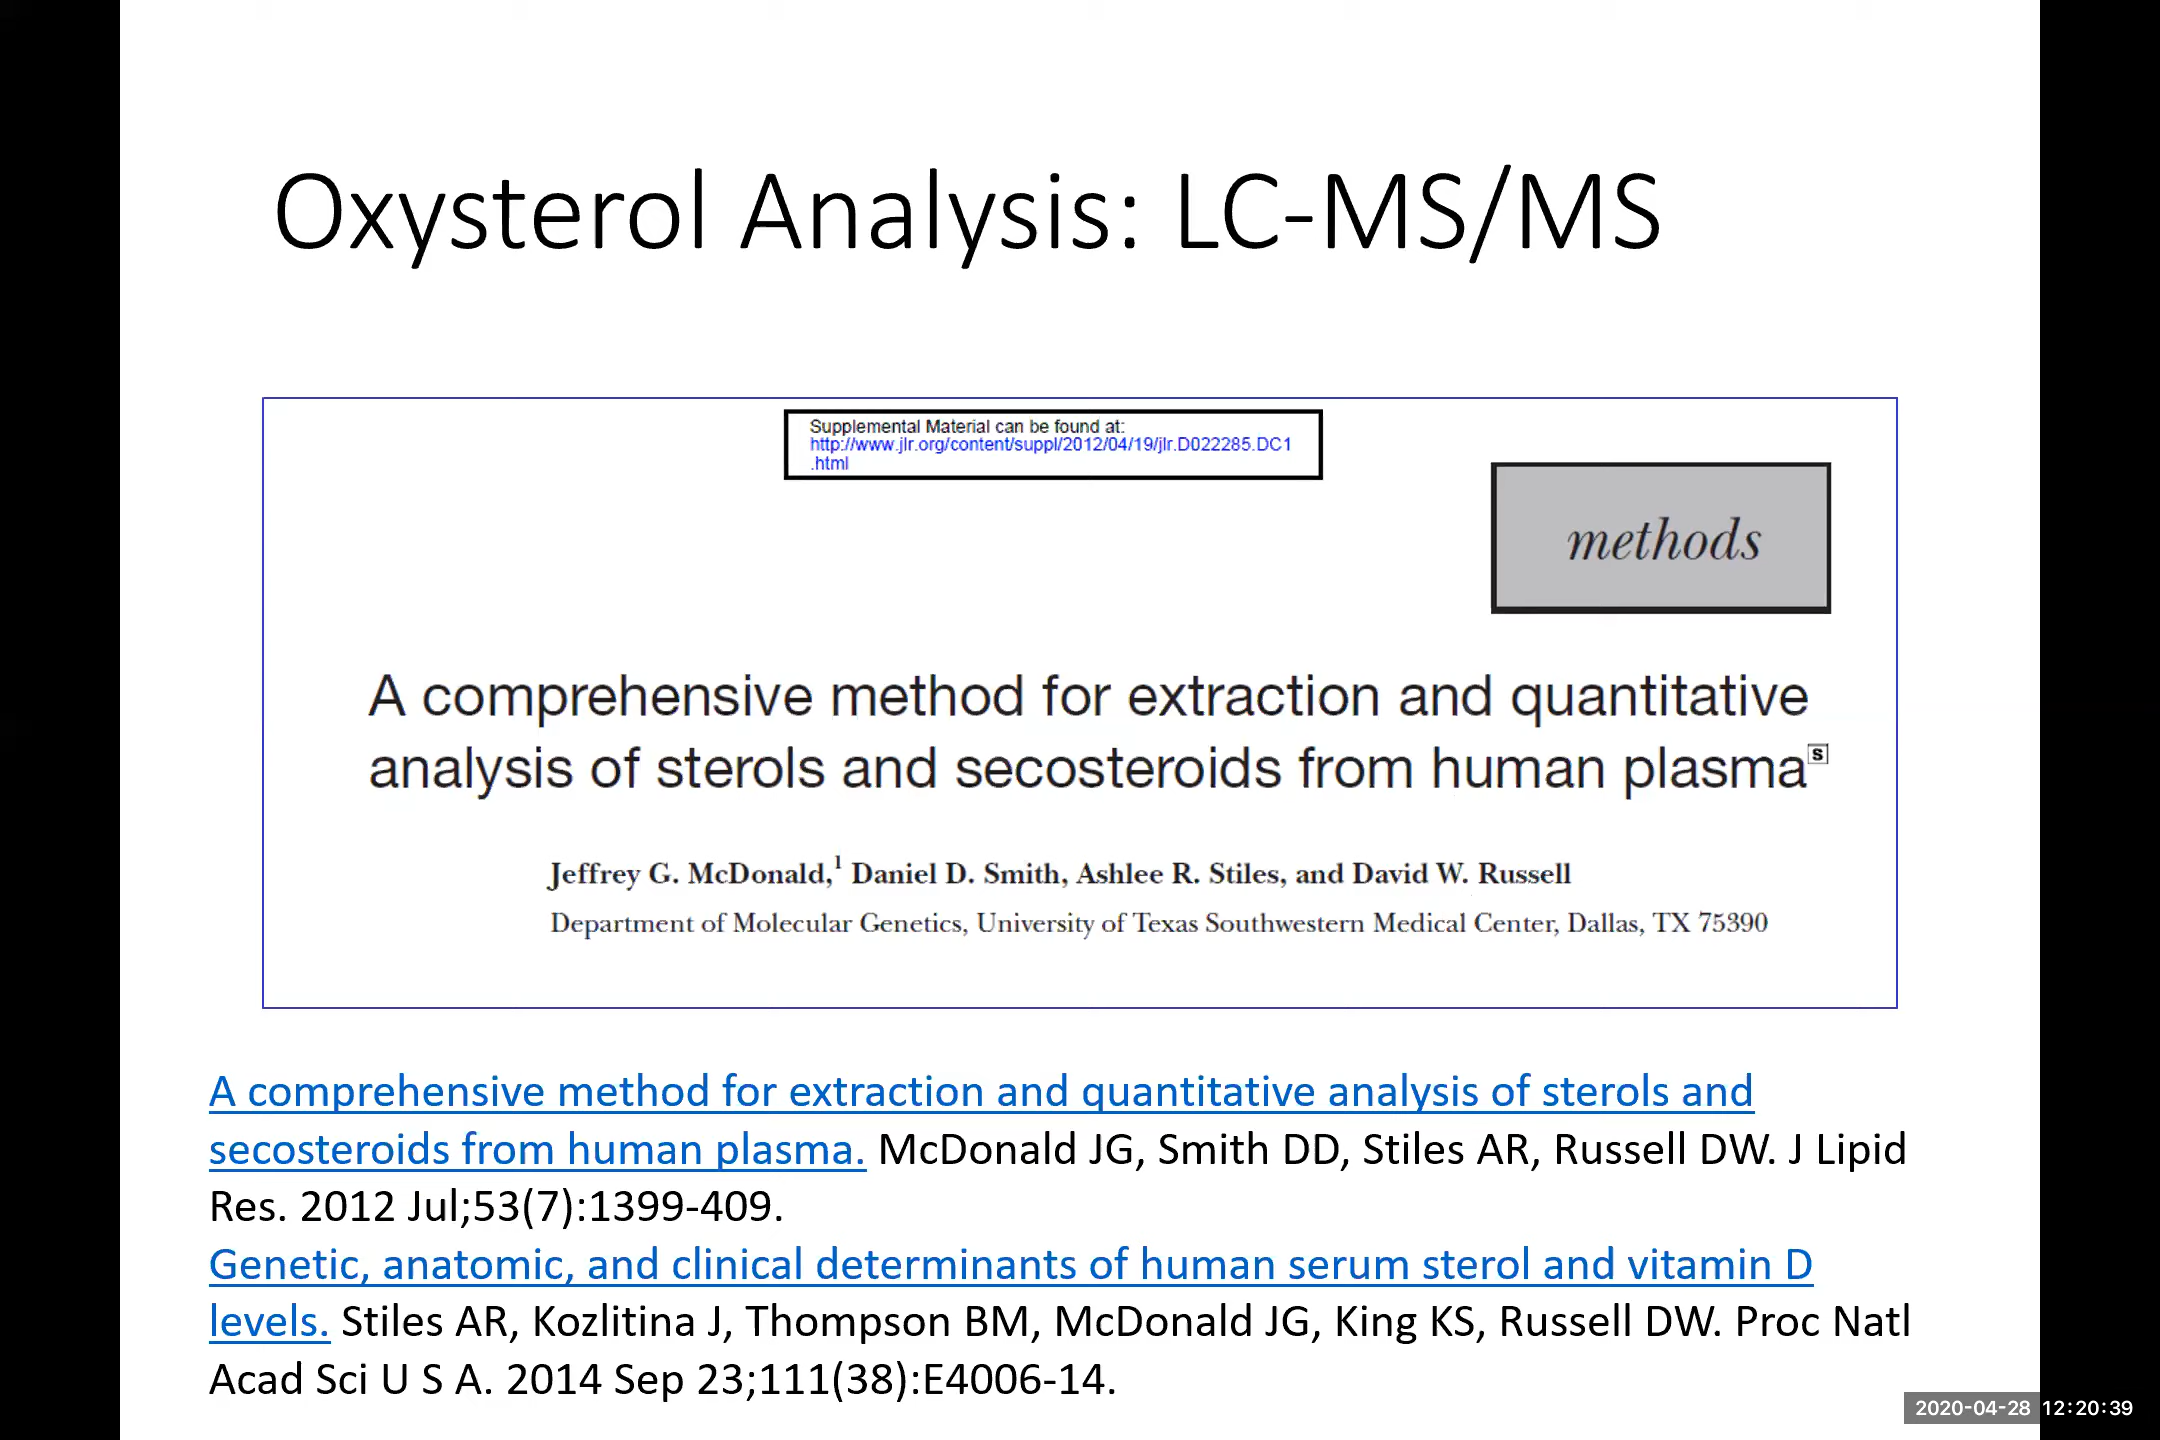 Oxysterol Analysis: LC-MS/MS
Supplemental Material can be found at:
http://www.jlr.org/content/suppl/2012/04/19/jlr.D022285.DC1
.html
methods
A comprehensive method for extraction and quantitative
analysis of sterols and secosteroids from human plasma[S]
Jeffrey G. McDonald,1 Daniel D. Smith, Ashlee R. Stiles, and David W. Russell
Department of Molecular Genetics, University of Texas Southwestern Medical Center, Dallas, TX 75390
A comprehensive method for extraction and quantitative analysis of sterols and
secosteroids from human plasma. McDonald JG, Smith DD, Stiles AR, Russell DW. J Lipid
Res. 2012 Jul;53(7):1399-409.
Genetic, anatomic, and clinical determinants of human serum sterol and vitamin D
levels. Stiles AR, Kozlitina J, Thompson BM, McDonald JG, King KS, Russell DW. Proc Natl
Acad Sci U S A. 2014 Sep 23;111(38):E4006-14.
2020-04-28 12:20:39